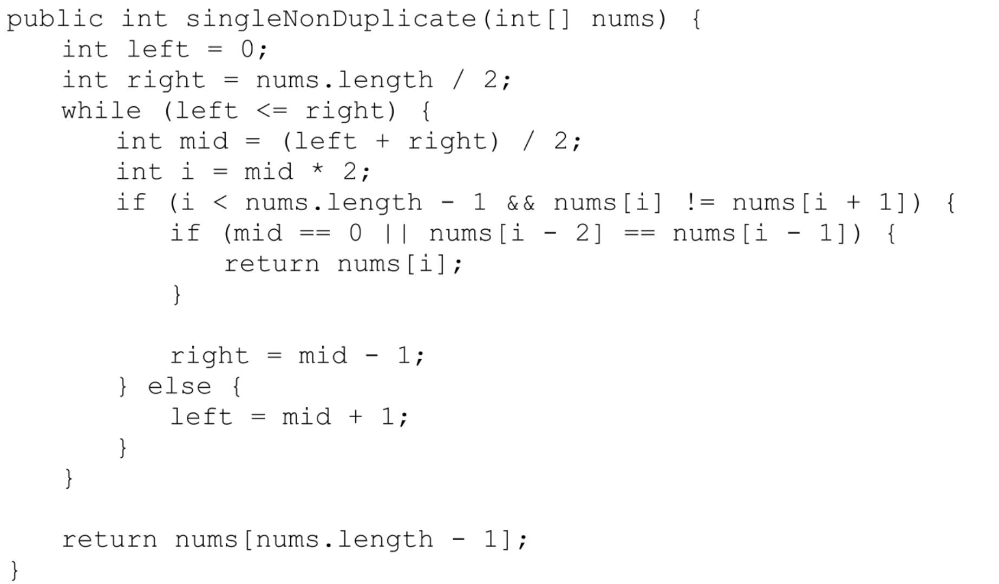 public int singleNonDuplicate(int[] nums) {
    int left = 0;
    int right = nums.length / 2;
    while (left <= right) {
        int mid = (left + right) / 2;
        int i = mid * 2;
        if (i < nums.length - 1 && nums[i] != nums[i + 1]) {
            if (mid == 0 || nums[i - 2] == nums[i - 1]) {
                return nums[i];
            }

            right = mid - 1;
        } else {
            left = mid + 1;
        }
    }

    return nums[nums.length - 1];
}